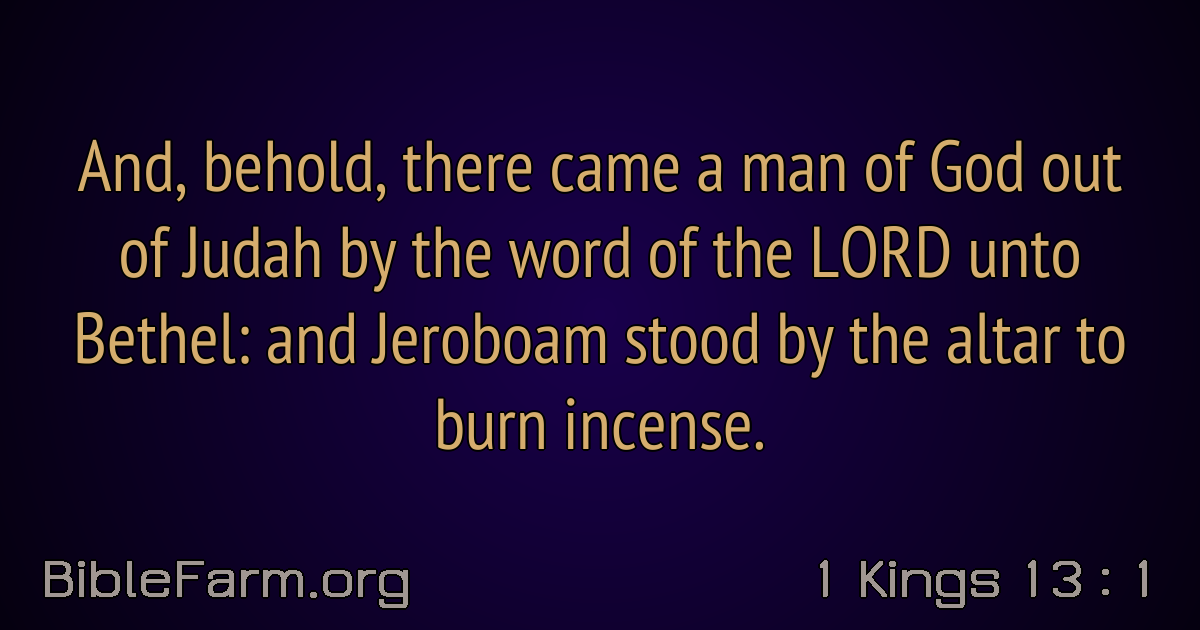 And, behold, there came a man of God out
of Judah by the word of the LORD unto
Bethel: and Jeroboam stood by the altar to
burn incense.
BibleFarm.org
1 Kings 13 : 1